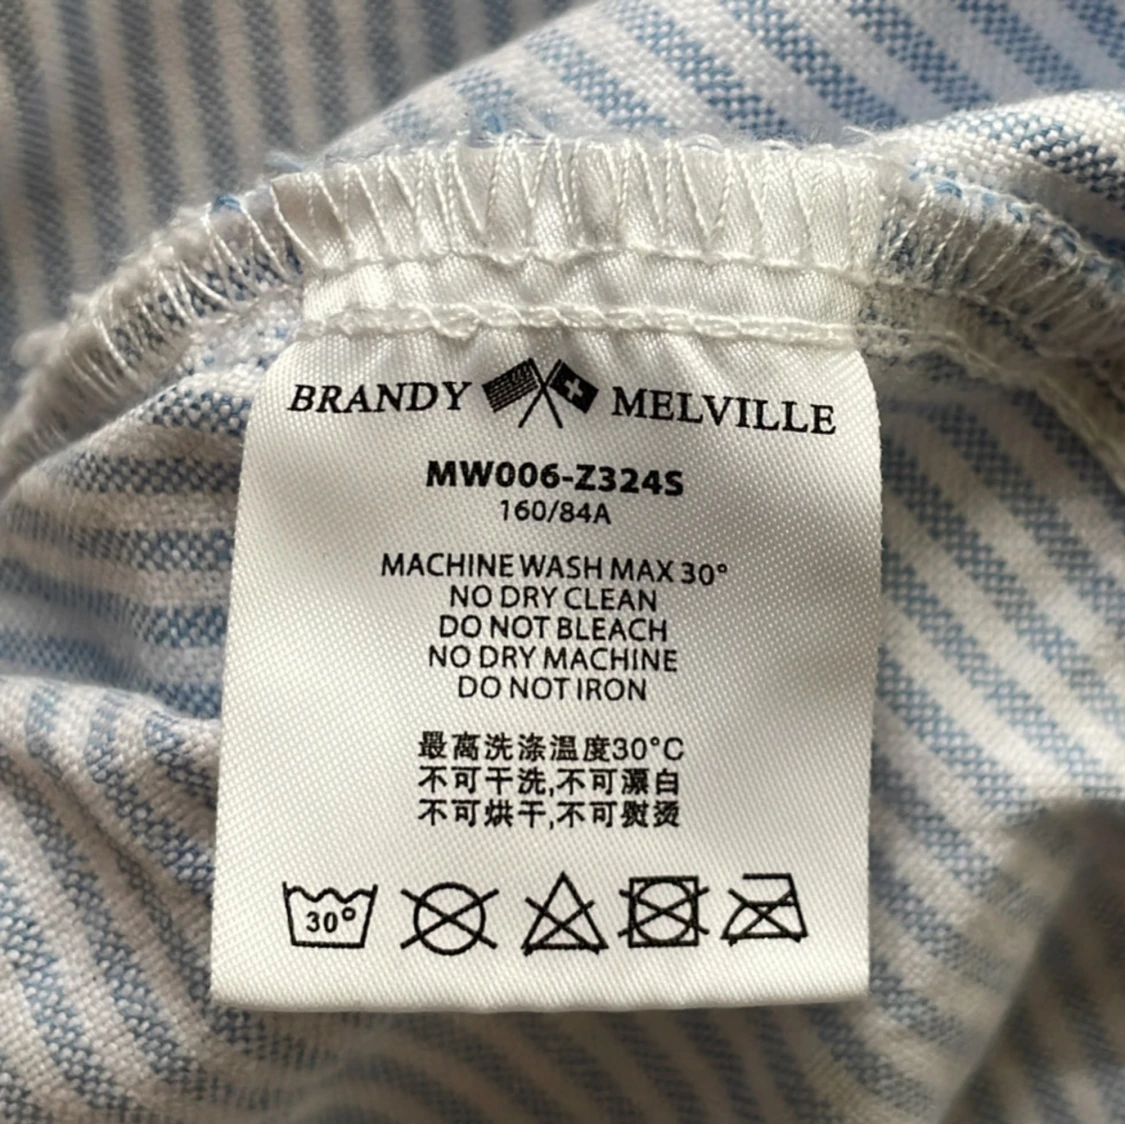 BRANDY MELVILLE
MW006-Z324S
160/84A
MACHINE WASH MAX 30°
NO DRY CLEAN
DO NOT BLEACH
NO DRY MACHINE
DO NOT IRON
最高洗涤温度30°C
不可干洗,不可漂白
不可烘干,不可熨烫
30°